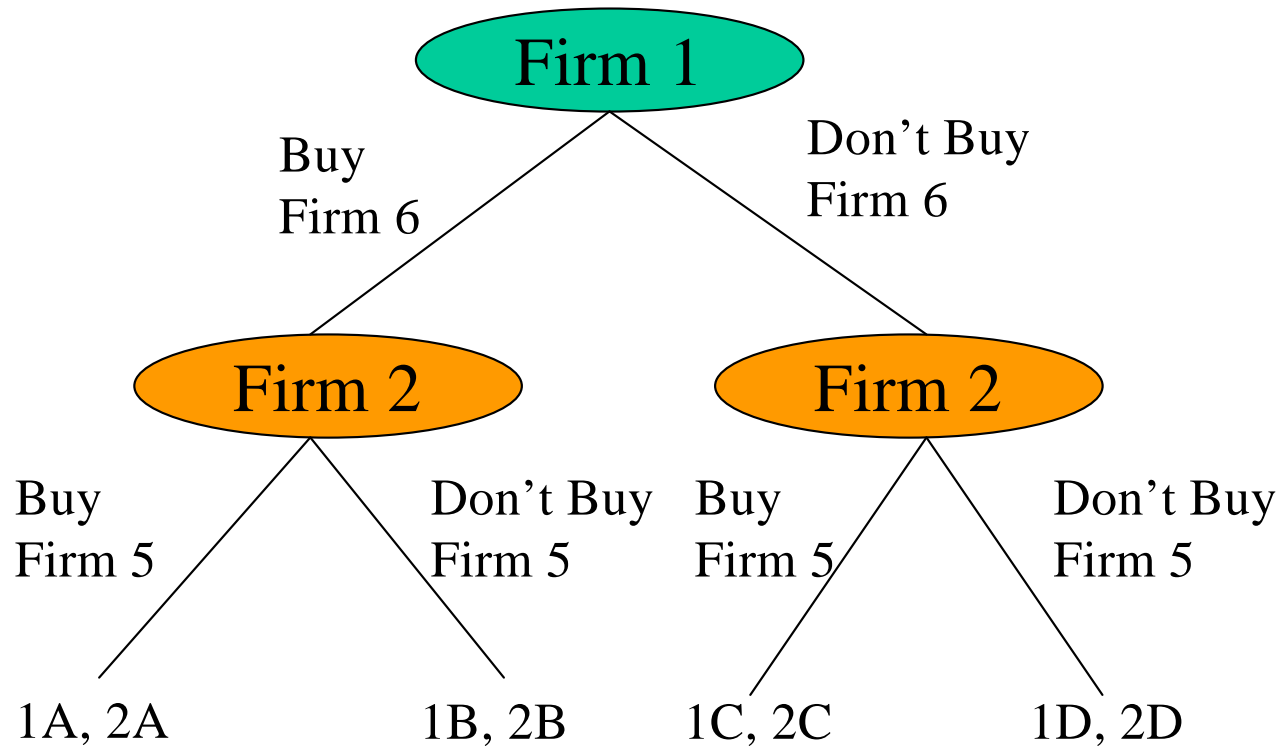 Firm 1
Buy
Firm 6
Don’t Buy
Firm 6
Firm 2
Firm 2
Buy
Firm 5
Don’t Buy
Firm 5
Buy
Firm 5
Don’t Buy
Firm 5
1A, 2A
1B, 2B
1C, 2C
1D, 2D